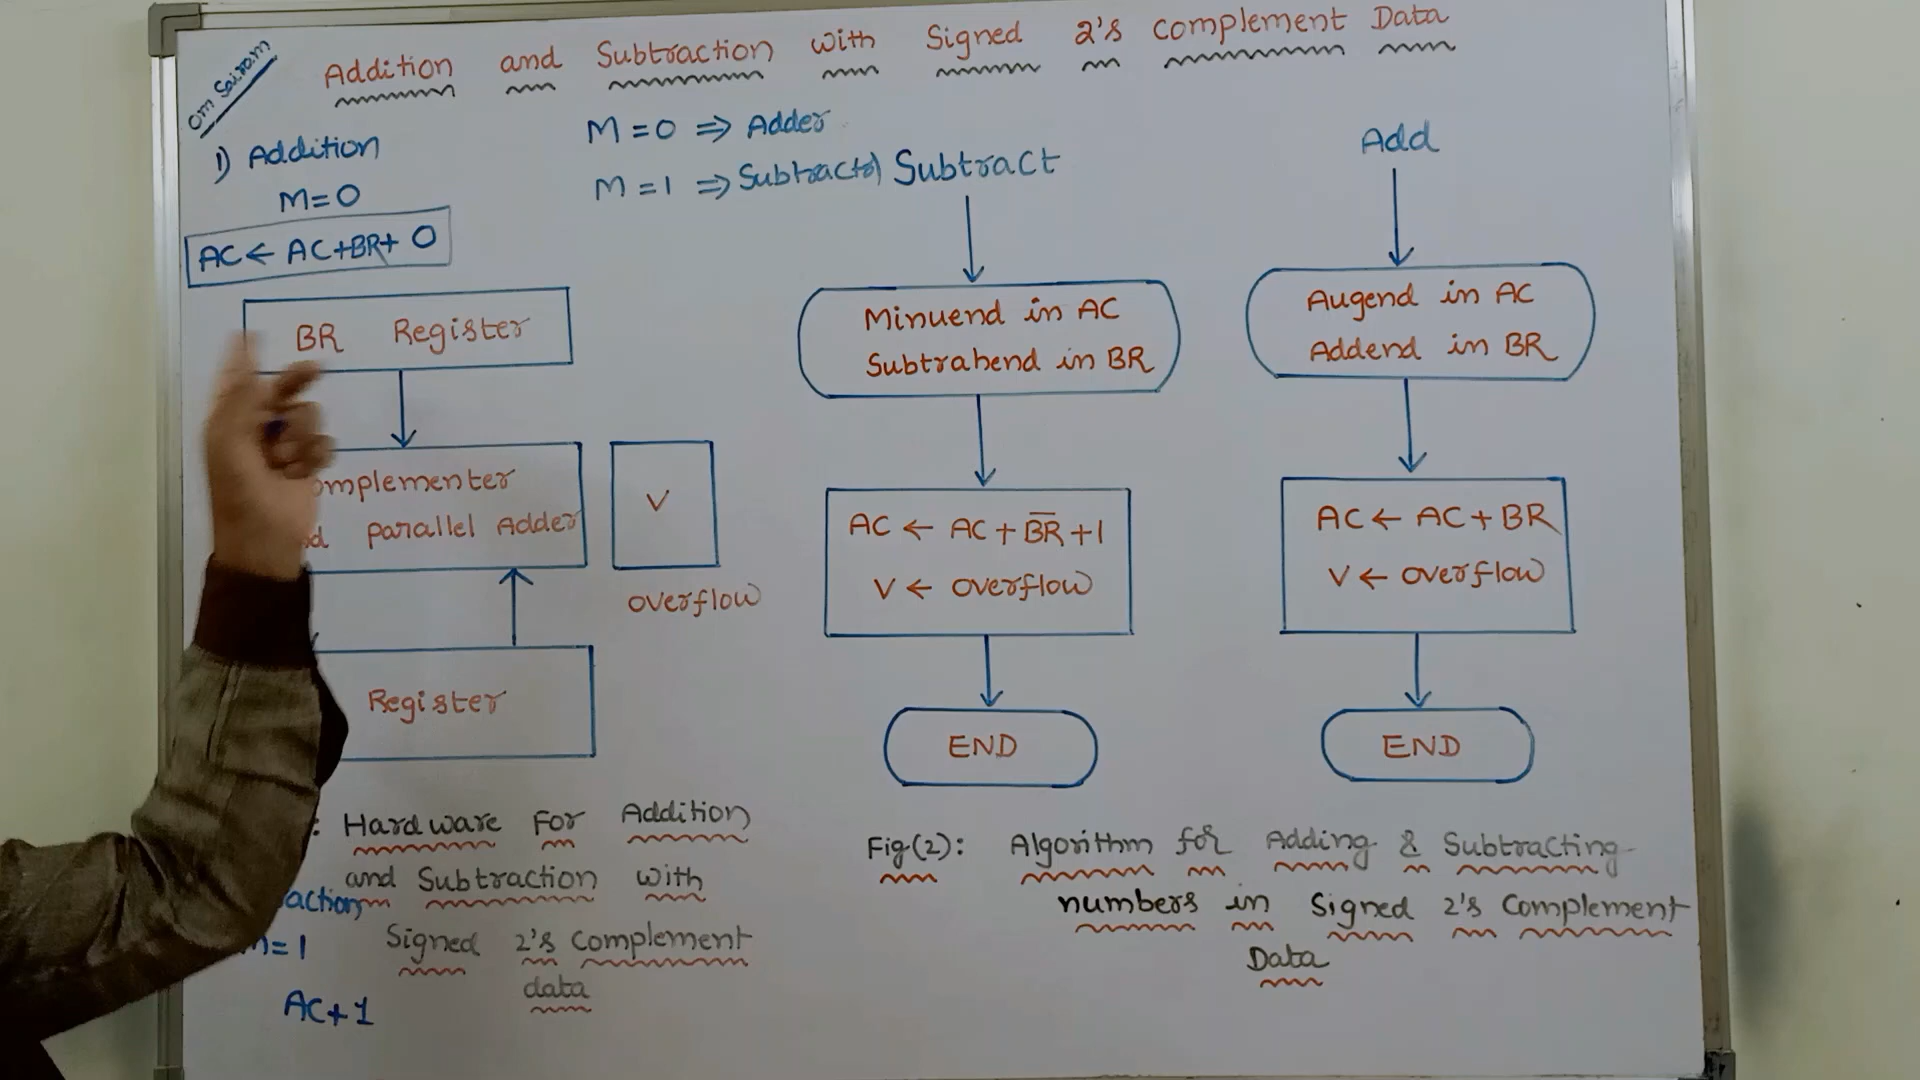 Om Sairam
Addition and Subtraction with Signed 2's complement Data
1) Addition
M=0
AC ← AC+BR+ 0
M=0 ⇒ Adder
M=1 ⇒ Subtractor
BR Register
omplementer
parallel Adder
V
overflow
Register
: Hardware For Addition
and Subtraction with
Signed 2's complement
data
action
=1
AC+1
Subtract
Minuend in AC
Subtrahend in BR
AC ← AC + B̅R̅ +1
V ← overflow
END
Add
Augend in AC
Addend in BR
AC ← AC + BR
V ← overflow
END
Fig(2): Algorithm for Adding & Subtracting
numbers in Signed 2's Complement
Data